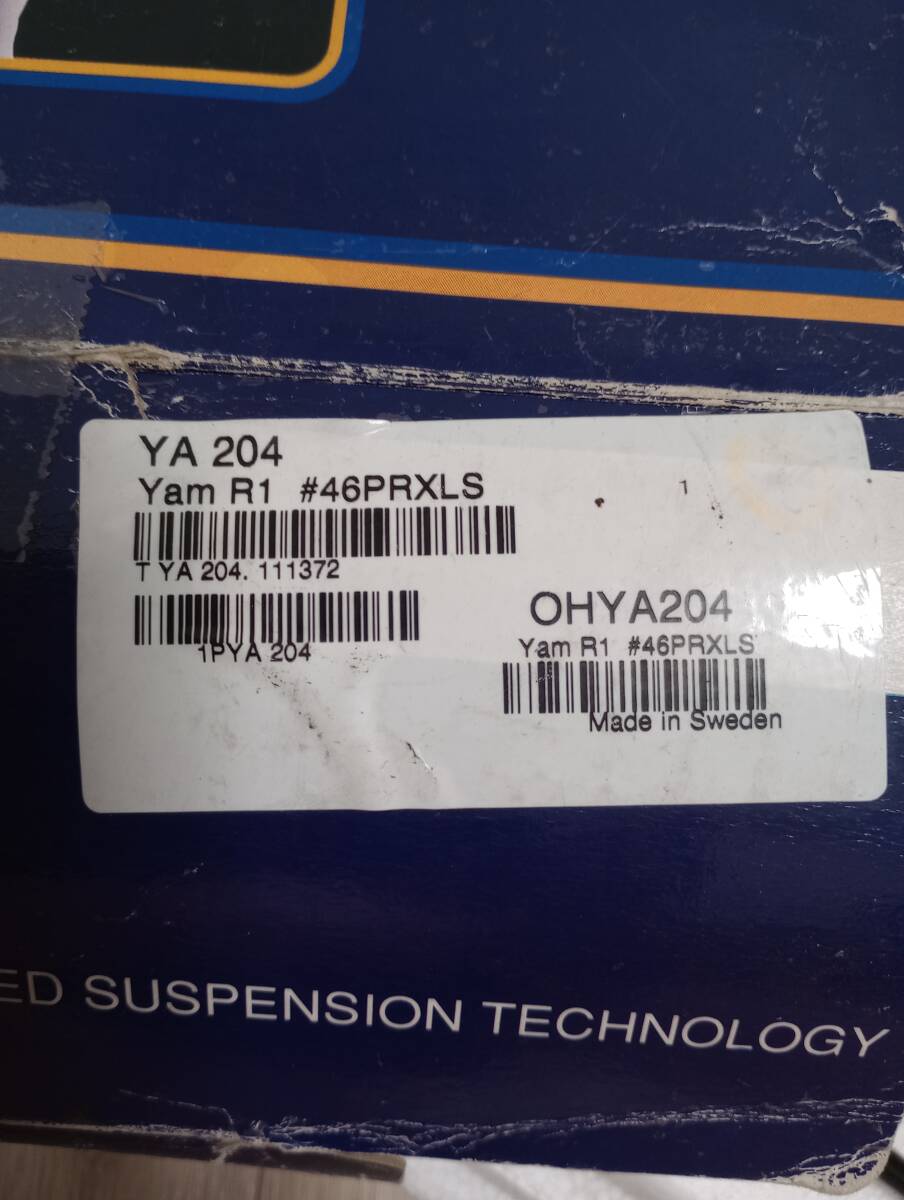 YA 204
Yam R1 #46PRXLS
1
T YA 204. 111372
1PYA 204
OHYA204
Yam R1 #46PRXLS
Made in Sweden
ED SUSPENSION TECHNOLOGY